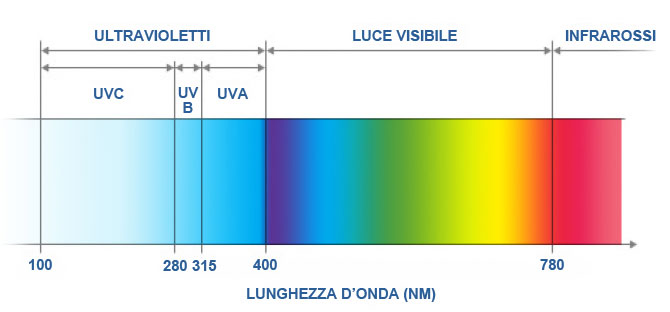 ULTRAVIOLETTI LUCE VISIBILE INFRAROSSI
UVC UV B UVA
100 280 315 400 780
LUNGHEZZA D'ONDA (NM)